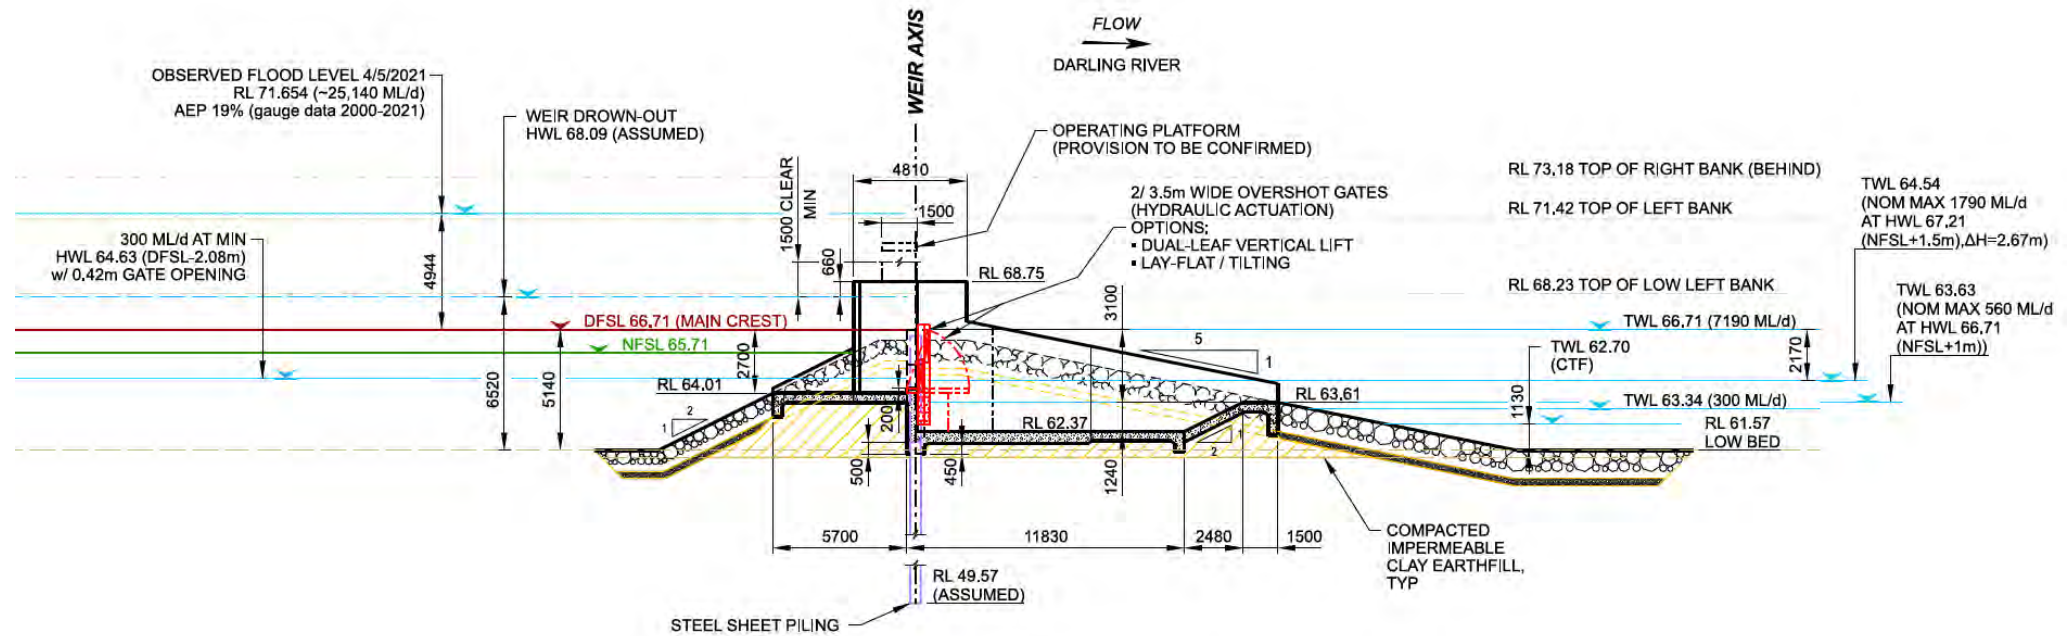 FLOW
DARLING RIVER
WEIR AXIS
OBSERVED FLOOD LEVEL 4/5/2021
RL 71.654 (~25,140 ML/d)
AEP 19% (gauge data 2000-2021)
WEIR DROWN-OUT
HWL 68.09 (ASSUMED)
300 ML/d AT MIN
HWL 64.63 (DFSL-2.08m)
w/ 0.42m GATE OPENING
4944
6520
5140
DFSL 66.71 (MAIN CREST)
NFSL 65.71
RL 64.01
2700
200
1500 CLEAR
MIN
660
4810
1500
OPERATING PLATFORM
(PROVISION TO BE CONFIRMED)
2/ 3.5m WIDE OVERSHOT GATES
(HYDRAULIC ACTUATION)
OPTIONS;
▪ DUAL-LEAF VERTICAL LIFT
▪ LAY-FLAT / TILTING
RL 68.75
3100
5
1
RL 73.18 TOP OF RIGHT BANK (BEHIND)
RL 71.42 TOP OF LEFT BANK
RL 68.23 TOP OF LOW LEFT BANK
TWL 64.54
(NOM MAX 1790 ML/d
AT HWL 67.21
(NFSL+1.5m),ΔH=2.67m)
TWL 63.63
(NOM MAX 560 ML/d
AT HWL 66.71
(NFSL+1m))
TWL 66.71 (7190 ML/d)
TWL 62.70
(CTF)
2170
1130
TWL 63.34 (300 ML/d)
RL 61.57
LOW BED
RL 63.61
RL 62.37
2
1
1
2
500
450
1240
5700
11830
2480
1500
RL 49.57
(ASSUMED)
STEEL SHEET PILING
COMPACTED
IMPERMEABLE
CLAY EARTHFILL,
TYP